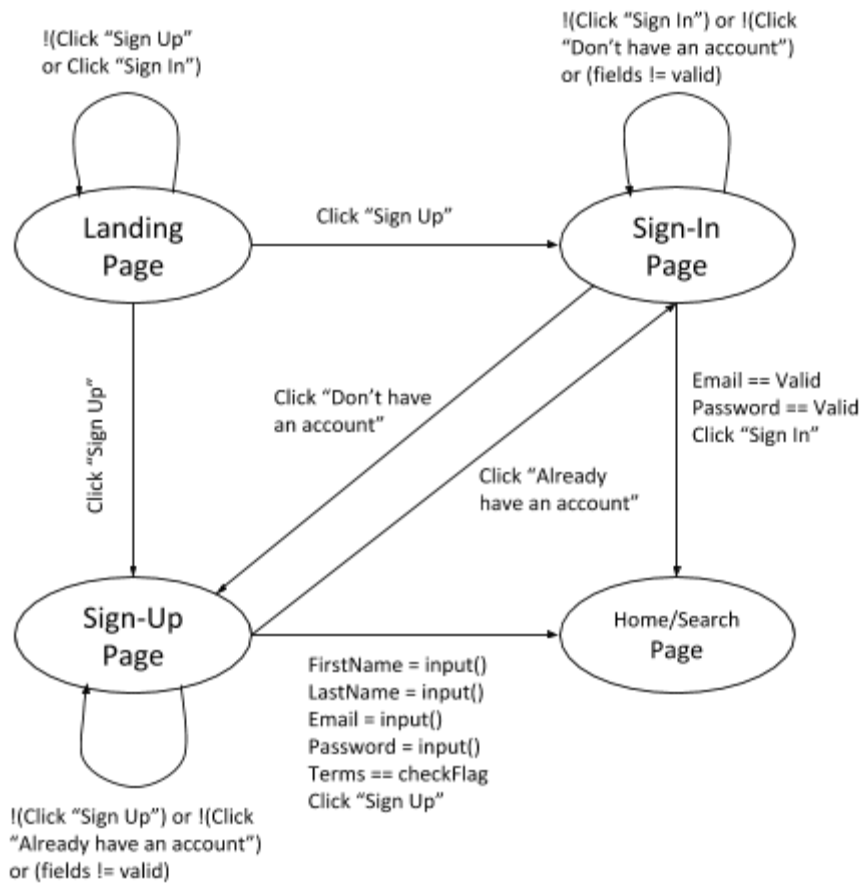 !(Click “Sign Up”
or Click “Sign In”)
!(Click “Sign In”) or !(Click
“Don’t have an account”)
or (fields != valid)
Landing
Page
Click “Sign Up”
Sign-In
Page
Click “Sign Up”
Click “Don’t have
an account”
Email == Valid
Password == Valid
Click “Sign In”
Click “Already
have an account”
Sign-Up
Page
Home/Search
Page
FirstName = input()
LastName = input()
Email = input()
Password = input()
Terms == checkFlag
Click “Sign Up”
!(Click “Sign Up”) or !(Click
“Already have an account”)
or (fields != valid)